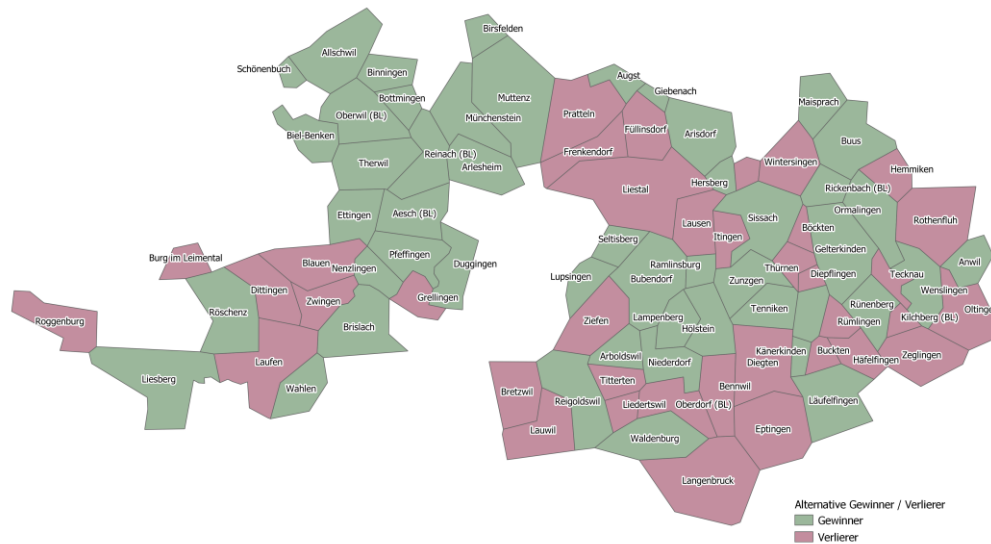 Birsfelden
Allschwil
Schönenbuch
Binningen
Augst
Bottmingen
Muttenz
Giebenach
Maisprach
Oberwil (BL)
Münchenstein
Pratteln
Füllinsdorf
Arisdorf
Biel-Benken
Buus
Reinach (BL)
Frenkendorf
Wintersingen
Therwil
Arlesheim
Hemmiken
Liestal
Hersberg
Rickenbach (BL)
Ormalingen
Ettingen
Aesch (BL)
Lausen
Sissach
Böckten
Rothenfluh
Itingen
Seltisberg
Gelterkinden
Burg im Leimental
Blauen
Pfeffingen
Duggingen
Ramlinsburg
Nenzlingen
Lupsingen
Bubendorf
Zunzgen
Thürnen
Diepflingen
Tecknau
Anwil
Dittingen
Wenslingen
Grellingen
Zwingen
Röschenz
Rünenberg
Oltingen
Roggenburg
Ziefen
Lampenberg
Tenniken
Rümlingen
Kilchberg (BL)
Brislach
Hölstein
Känerkinden
Buckten
Arboldswil
Niederdorf
Diegten
Häfelfingen
Zeglingen
Laufen
Liesberg
Wahlen
Titterten
Bennwil
Bretzwil
Reigoldswil
Liedertswil
Oberdorf (BL)
Läufelfingen
Lauwil
Waldenburg
Eptingen
Langenbruck
Alternative Gewinner / Verlierer
Gewinner
Verlierer